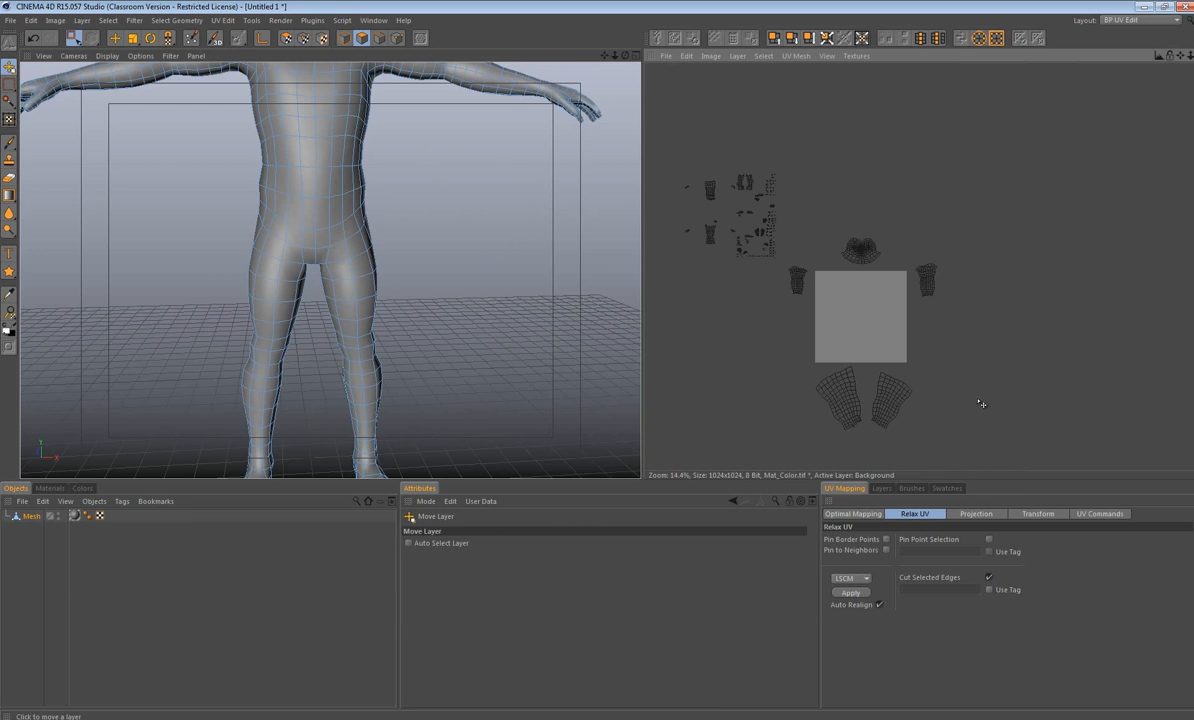 CINEMA 4D R15.057 Studio (Classroom Version - Restricted License) - [Untitled 1 *]
File Edit Image Layer Select Filter Select Geometry UV Edit Tools Render Plugins Script Window Help Layout: BP UV Edit
View Cameras Display Options Filter Panel
File Edit Image Layer Select UV Mesh View Textures
Y
X
Zoom: 14.4%, Size: 1024x1024, 8 Bit, Mat_Color.tif *, Active Layer: Background
Objects Materials Colors
File Edit View Objects Tags Bookmarks
Mesh
Attributes
Mode Edit User Data
Move Layer
Move Layer
Auto Select Layer
UV Mapping Layers Brushes Swatches
Optimal Mapping Relax UV Projection Transform UV Commands
Relax UV
Pin Border Points Pin Point Selection
Pin to Neighbors Use Tag
LSCM Cut Selected Edges
Apply Use Tag
Auto Realign
Click to move a layer